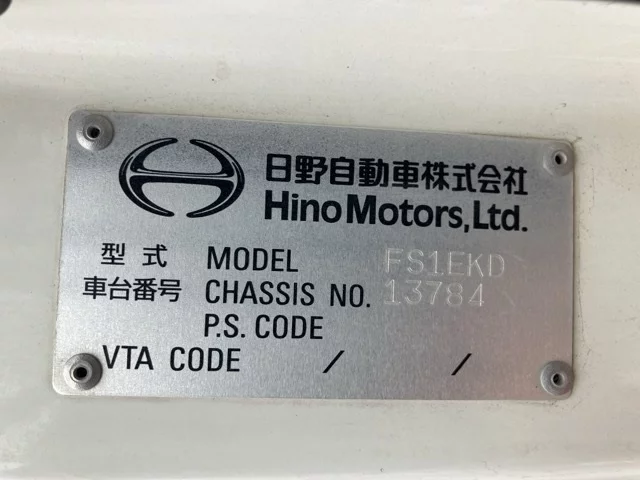 日野自動車株式会社
Hino Motors, Ltd.
型式 MODEL FS1EKD
車台番号 CHASSIS NO. 13784
P.S. CODE
VTA CODE / /